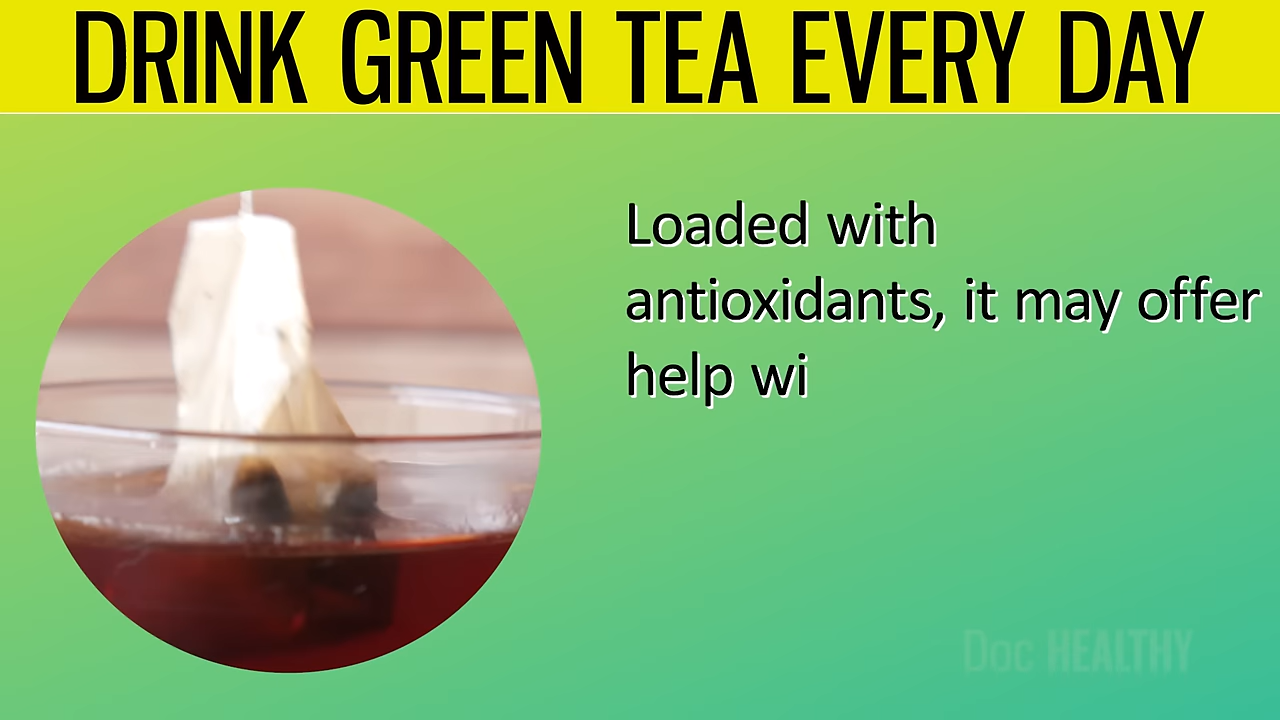 DRINK GREEN TEA EVERY DAY
Loaded with
antioxidants, it may offer
help wi
Doc HEALTHY